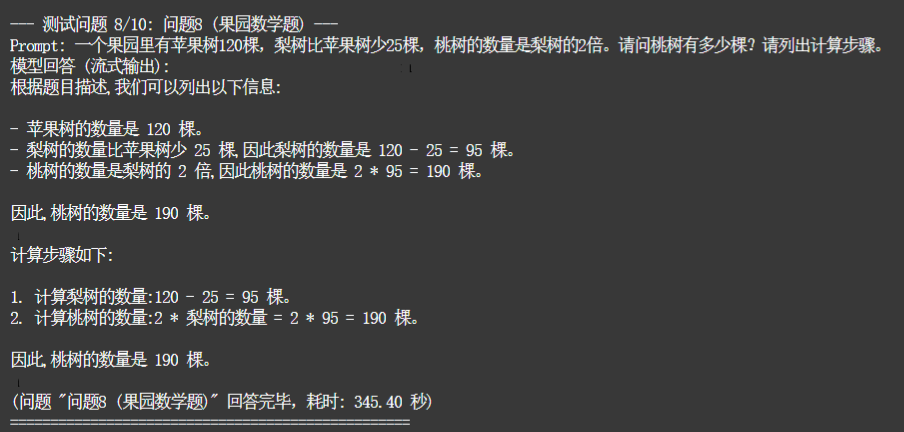 --- 测试问题 8/10: 问题8 (果园数学题) ---
Prompt: 一个果园里有苹果树120棵，梨树比苹果树少25棵，桃树的数量是梨树的2倍。请问桃树有多少棵？请列出计算步骤。
模型回答 (流式输出):
根据题目描述,我们可以列出以下信息:
- 苹果树的数量是 120 棵。
- 梨树的数量比苹果树少 25 棵,因此梨树的数量是 120 - 25 = 95 棵。
- 桃树的数量是梨树的 2 倍,因此桃树的数量是 2 * 95 = 190 棵。
因此,桃树的数量是 190 棵。
计算步骤如下:
1. 计算梨树的数量:120 - 25 = 95 棵。
2. 计算桃树的数量:2 * 梨树的数量 = 2 * 95 = 190 棵。
因此,桃树的数量是 190 棵。
(问题 "问题8 (果园数学题)" 回答完毕, 耗时: 345.40 秒)
==================================================